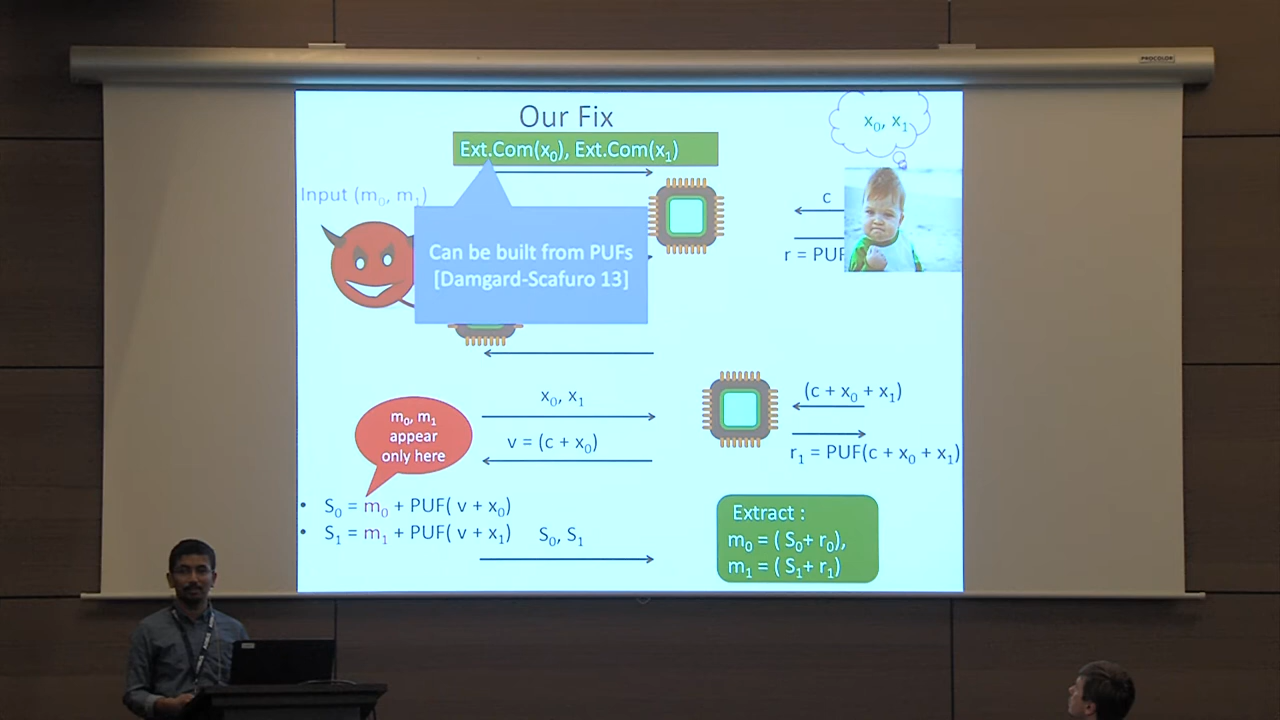 PROCOLOR
Our Fix
x₀, x₁
Ext.Com(x₀), Ext.Com(x₁)
Input (m₀, m₁)
c
Can be built from PUFs
[Damgard-Scafuro 13]
r = PUF
x₀, x₁
(c + x₀ + x₁)
m₀, m₁
appear
only here
v = (c + x₀)
r₁ = PUF(c + x₀ + x₁)
• S₀ = m₀ + PUF( v + x₀)
• S₁ = m₁ + PUF( v + x₁)
S₀, S₁
Extract :
m₀ = ( S₀+ r₀),
m₁ = ( S₁+ r₁)